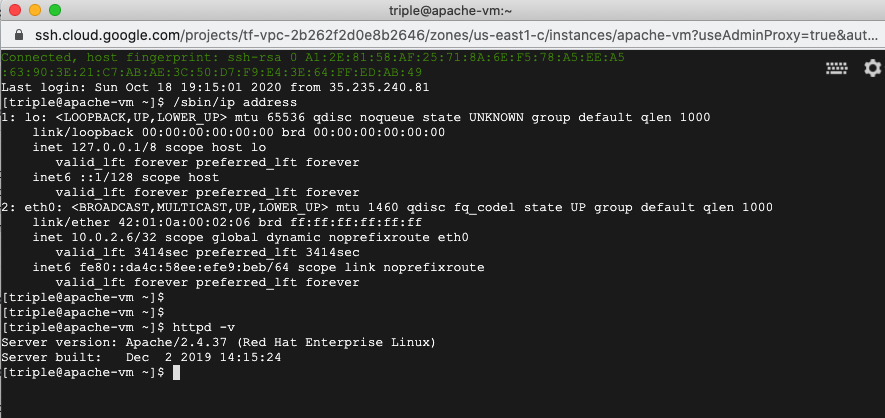 triple@apache-vm:~
ssh.cloud.google.com/projects/tf-vpc-2b262f2d0e8b2646/zones/us-east1-c/instances/apache-vm?useAdminProxy=true&aut...
Connected, host fingerprint: ssh-rsa 0 A1:2E:81:58:AF:25:71:8A:6E:F5:78:A5:EE:A5
:63:90:3E:21:C7:AB:AE:3C:50:D7:F9:E4:3E:64:FF:ED:AB:49
Last login: Sun Oct 18 19:15:01 2020 from 35.235.240.81
[triple@apache-vm ~]$ /sbin/ip address
1: lo: <LOOPBACK,UP,LOWER_UP> mtu 65536 qdisc noqueue state UNKNOWN group default qlen 1000
    link/loopback 00:00:00:00:00:00 brd 00:00:00:00:00:00
    inet 127.0.0.1/8 scope host lo
       valid_lft forever preferred_lft forever
    inet6 ::1/128 scope host
       valid_lft forever preferred_lft forever
2: eth0: <BROADCAST,MULTICAST,UP,LOWER_UP> mtu 1460 qdisc fq_codel state UP group default qlen 1000
    link/ether 42:01:0a:00:02:06 brd ff:ff:ff:ff:ff:ff
    inet 10.0.2.6/32 scope global dynamic noprefixroute eth0
       valid_lft 3414sec preferred_lft 3414sec
    inet6 fe80::da4c:58ee:efe9:beb/64 scope link noprefixroute
       valid_lft forever preferred_lft forever
[triple@apache-vm ~]$
[triple@apache-vm ~]$
[triple@apache-vm ~]$ httpd -v
Server version: Apache/2.4.37 (Red Hat Enterprise Linux)
Server built:   Dec  2 2019 14:15:24
[triple@apache-vm ~]$